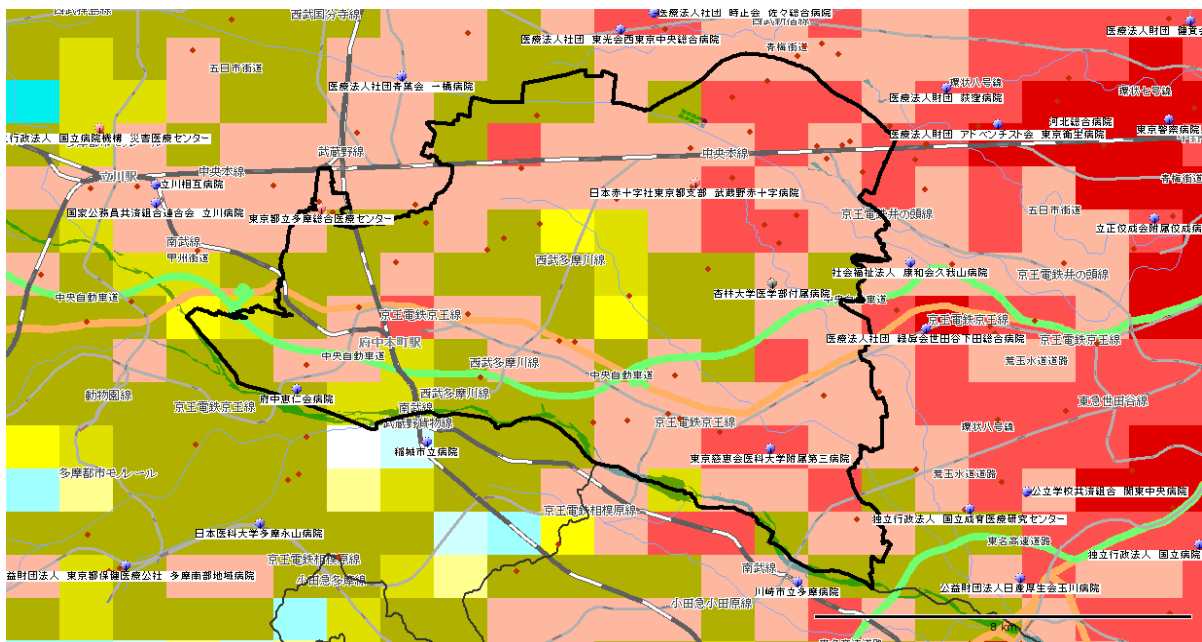 西武拝島線
西武国分寺線
医療法人社団 時正会 佐々総合病院
西武新宿線
医療法人社団 東光会西東京中央総合病院
青梅街道
五日市街道
医療法人社団青葉会 一橋病院
環状八号線
医療法人財団 荻窪病院
環状七号線
河北総合病院
東京警察病院
医療法人財団 アドベンチスト会 東京衛生病院
立行政法人 国立病院機構 災害医療センター
武蔵野線
中央本線
中央本線
立川駅
立川相互病院
日本赤十字社東京都支部 武蔵野赤十字病院
青梅街道
国家公務員共済組合連合会 立川病院
東京都立多摩総合医療センター
京王電鉄井の頭線
五日市街道
立正佼成会附属佼成病
南武線
甲州街道
西武多摩川線
社会福祉法人 康和会久我山病院
京王電鉄井の頭線
中央自動車道
杏林大学医学部付属病院
中央自動車道
京王電鉄京王線
京王電鉄京王線
府中本町駅
医療法人社団 緑眞会世田谷下田総合病院
京王電鉄京王線
中央自動車道
西武多摩川線
荒玉水道道路
中央自動車道
動物園線
府中恵仁会病院
西武多摩川線
京王電鉄京王線
南武線
武蔵野貨物線
京王電鉄京王線
東急世田谷線
環状八号線
稲城市立病院
東京慈恵会医科大学附属第三病院
多摩都市モノレール
荒玉水道道路
公立学校共済組合 関東中央病院
京王電鉄相模原線
独立行政法人 国立成育医療研究センター
日本医科大学多摩永山病院
東名高速道路
独立行政法人 国立病院
京王電鉄相模原線
益財団法人 東京都保健医療公社 多摩南部地域病院
小田急多摩線
南武線
川崎市立多摩病院
公益財団法人日産厚生会玉川病院
小田急小田原線
8 km
東名高速道路